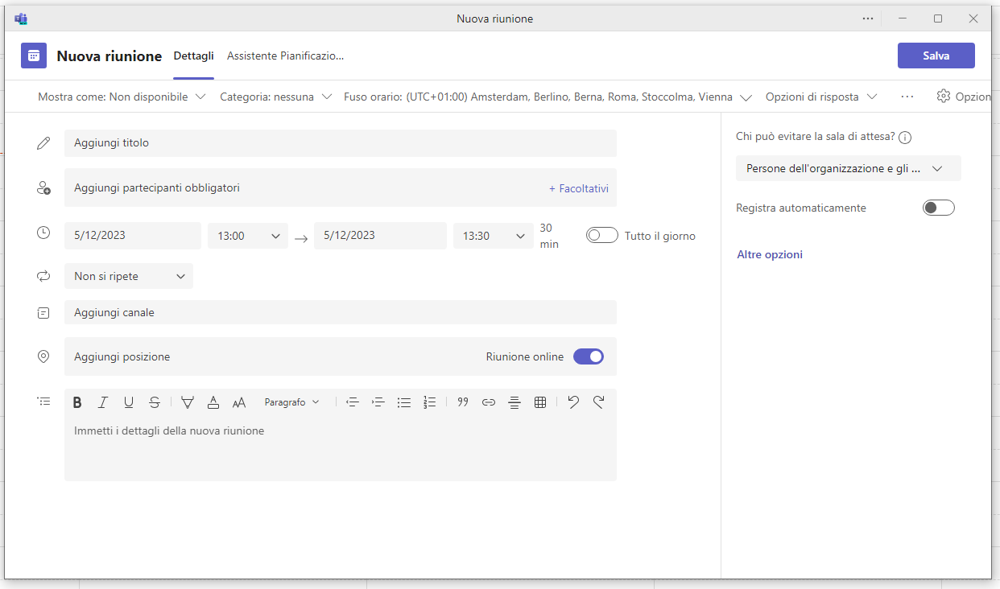 Nuova riunione
Nuova riunione Dettagli Assistente Pianificazio... Salva
Mostra come: Non disponibile Categoria: nessuna Fuso orario: (UTC+01:00) Amsterdam, Berlino, Berna, Roma, Stoccolma, Vienna Opzioni di risposta ... Opzion
Aggiungi titolo
Aggiungi partecipanti obbligatori + Facoltativi
5/12/2023 13:00 → 5/12/2023 13:30 30 min Tutto il giorno
Non si ripete
Aggiungi canale
Aggiungi posizione Riunione online
Paragrafo
Immetti i dettagli della nuova riunione
Chi può evitare la sala di attesa?
Persone dell'organizzazione e gli ...
Registra automaticamente
Altre opzioni